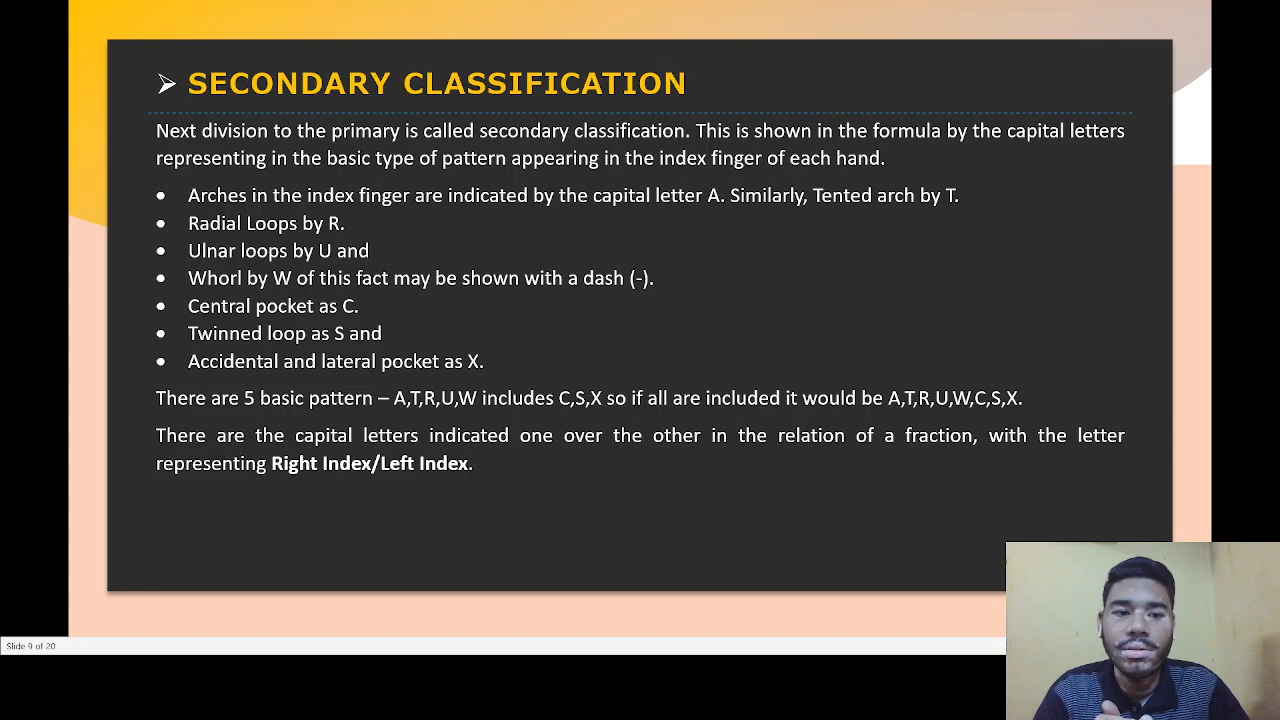 ➢ SECONDARY CLASSIFICATION
Next division to the primary is called secondary classification. This is shown in the formula by the capital letters
representing in the basic type of pattern appearing in the index finger of each hand.
• Arches in the index finger are indicated by the capital letter A. Similarly, Tented arch by T.
• Radial Loops by R.
• Ulnar loops by U and
• Whorl by W of this fact may be shown with a dash (-).
• Central pocket as C.
• Twinned loop as S and
• Accidental and lateral pocket as X.
There are 5 basic pattern – A,T,R,U,W includes C,S,X so if all are included it would be A,T,R,U,W,C,S,X.
There are the capital letters indicated one over the other in the relation of a fraction, with the letter
representing Right Index/Left Index.
Slide 9 of 20